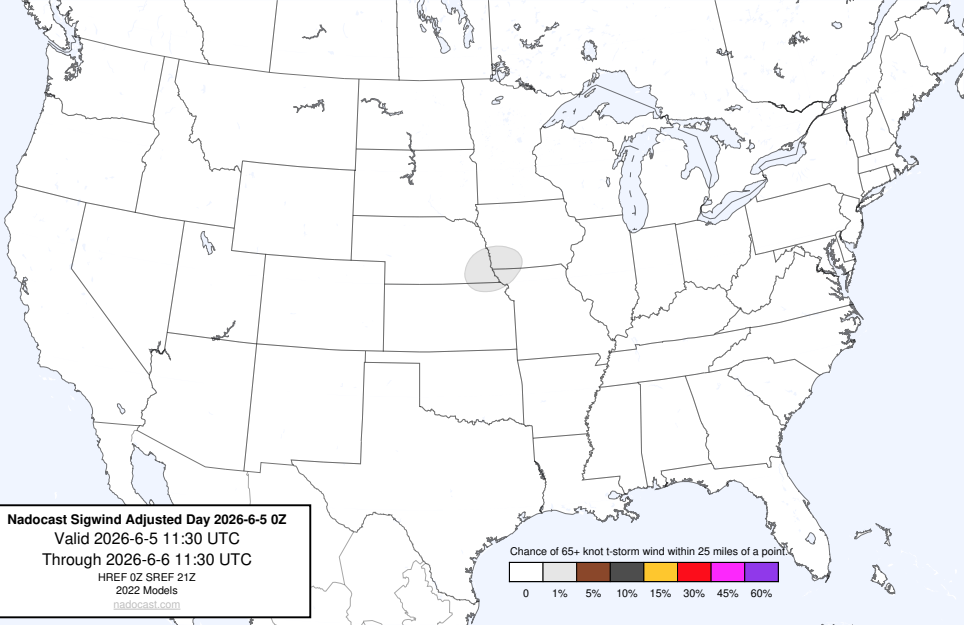 Nadocast Sigwind Adjusted Day 2026-6-5 0Z
Valid 2026-6-5 11:30 UTC
Through 2026-6-6 11:30 UTC
HREF 0Z SREF 21Z
2022 Models
nadocast.com
Chance of 65+ knot t-storm wind within 25 miles of a point.
0 1% 5% 10% 15% 30% 45% 60%